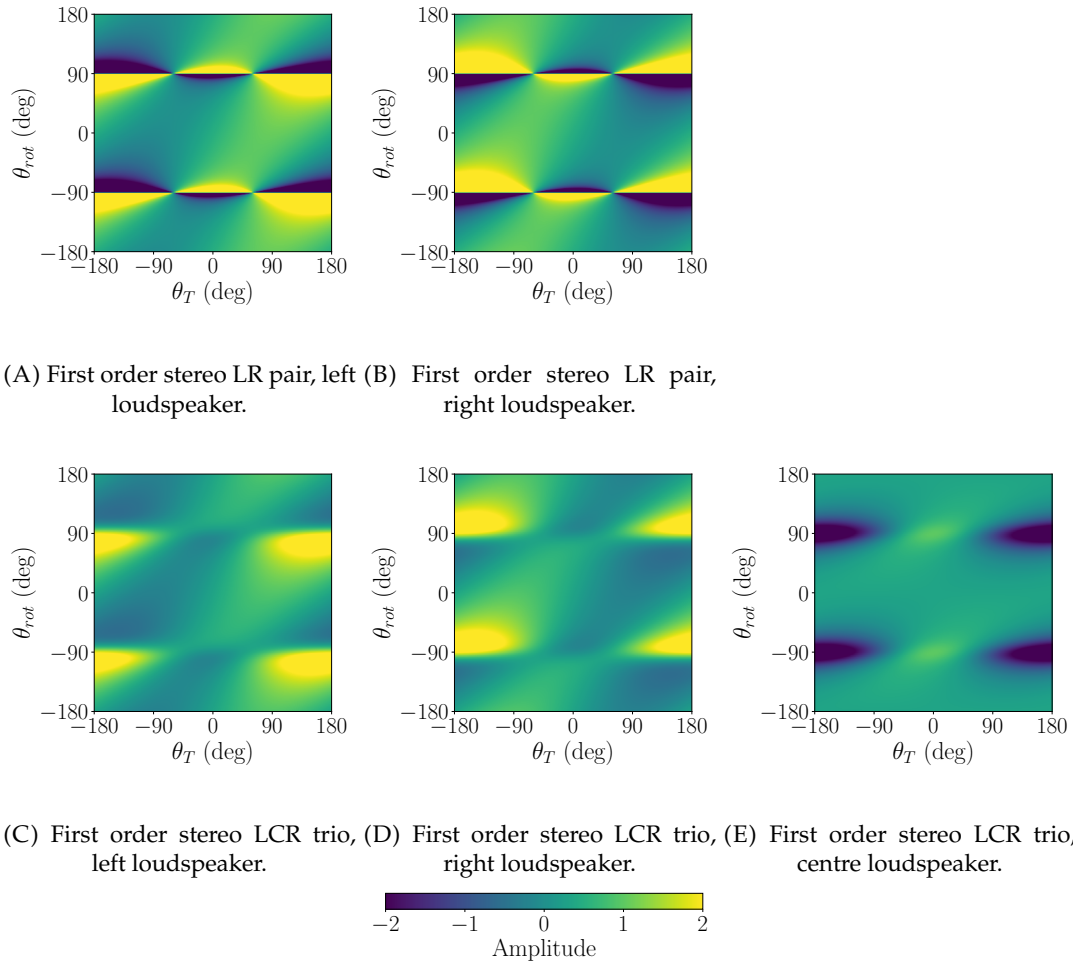 180
90
0
−90
−180
θrot (deg)
−180 −90 0 90 180
θT (deg)
180
90
0
−90
−180
θrot (deg)
−180 −90 0 90 180
θT (deg)
(A) First order stereo LR pair, left
loudspeaker.
(B) First order stereo LR pair,
right loudspeaker.
180
90
0
−90
−180
θrot (deg)
−180 −90 0 90 180
θT (deg)
180
90
0
−90
−180
θrot (deg)
−180 −90 0 90 180
θT (deg)
180
90
0
−90
−180
θrot (deg)
−180 −90 0 90 180
θT (deg)
(C) First order stereo LCR trio,
left loudspeaker.
(D) First order stereo LCR trio,
right loudspeaker.
(E) First order stereo LCR trio,
centre loudspeaker.
−2 −1 0 1 2
Amplitude